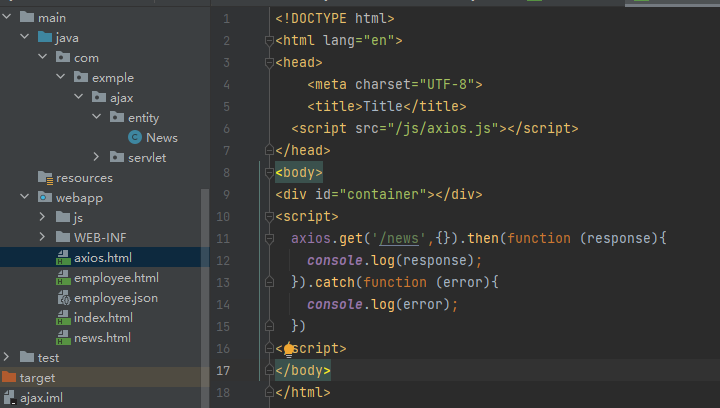 main
java
com
exmple
ajax
entity
News
servlet
resources
webapp
js
WEB-INF
axios.html
employee.html
employee.json
index.html
news.html
test
target
ajax.iml
1 <!DOCTYPE html>
2 <html lang="en">
3 <head>
4 <meta charset="UTF-8">
5 <title>Title</title>
6 <script src="/js/axios.js"></script>
7 </head>
8 <body>
9 <div id="container"></div>
10 <script>
11 axios.get('/news',{}).then(function (response){
12 console.log(response);
13 }).catch(function (error){
14 console.log(error);
15 })
16 < script>
17 </body>
18 </html>